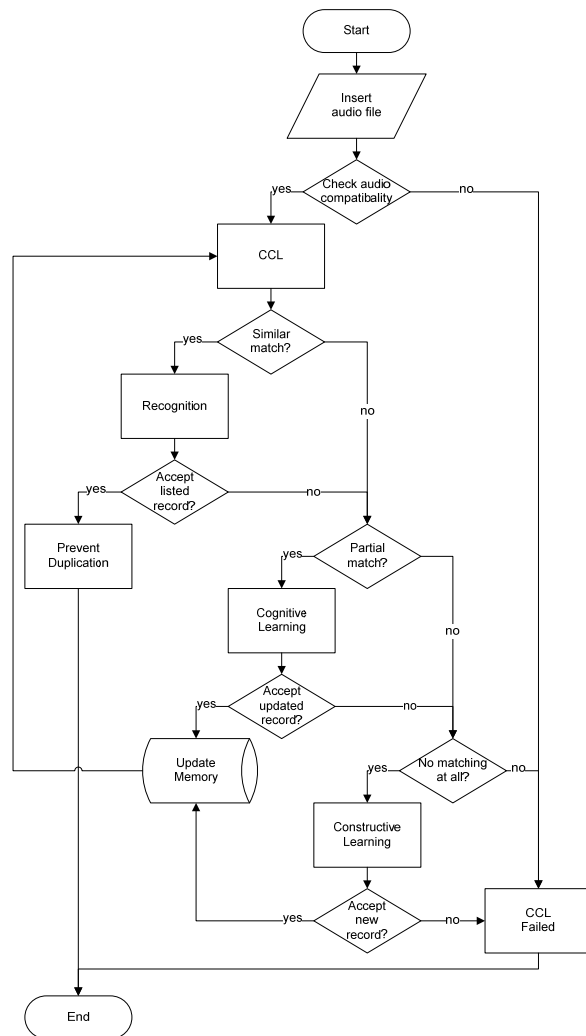 Start
Insert
audio file
Check audio
compatibality
yes
no
CCL
Similar
match?
yes
no
Recognition
Accept
listed
record?
yes
no
Prevent
Duplication
Partial
match?
yes
no
Cognitive
Learning
Accept
updated
record?
yes
no
Update
Memory
No matching
at all?
yes
no
Constructive
Learning
Accept
new
record?
yes
no
CCL
Failed
End